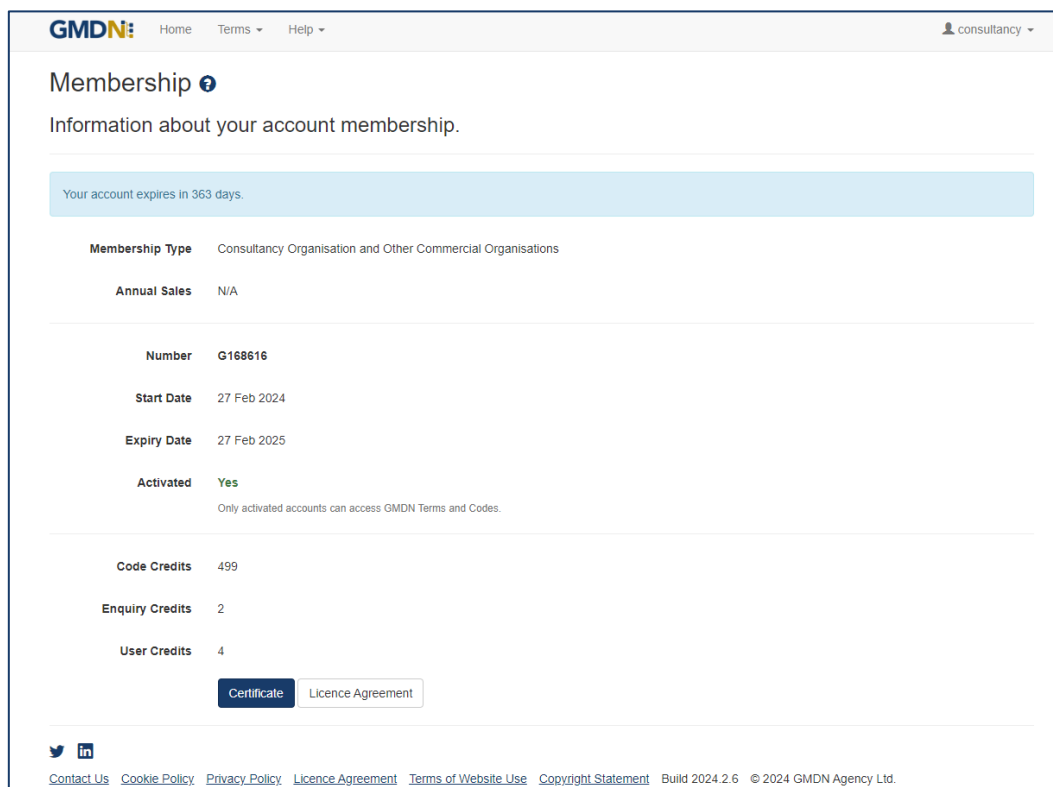 GMDN Home Terms Help consultancy
Membership ?
Information about your account membership.
Your account expires in 363 days.
Membership Type Consultancy Organisation and Other Commercial Organisations
Annual Sales N/A
Number G168616
Start Date 27 Feb 2024
Expiry Date 27 Feb 2025
Activated Yes
Only activated accounts can access GMDN Terms and Codes.
Code Credits 499
Enquiry Credits 2
User Credits 4
Certificate Licence Agreement
in
Contact Us Cookie Policy Privacy Policy Licence Agreement Terms of Website Use Copyright Statement Build 2024.2.6 © 2024 GMDN Agency Ltd.